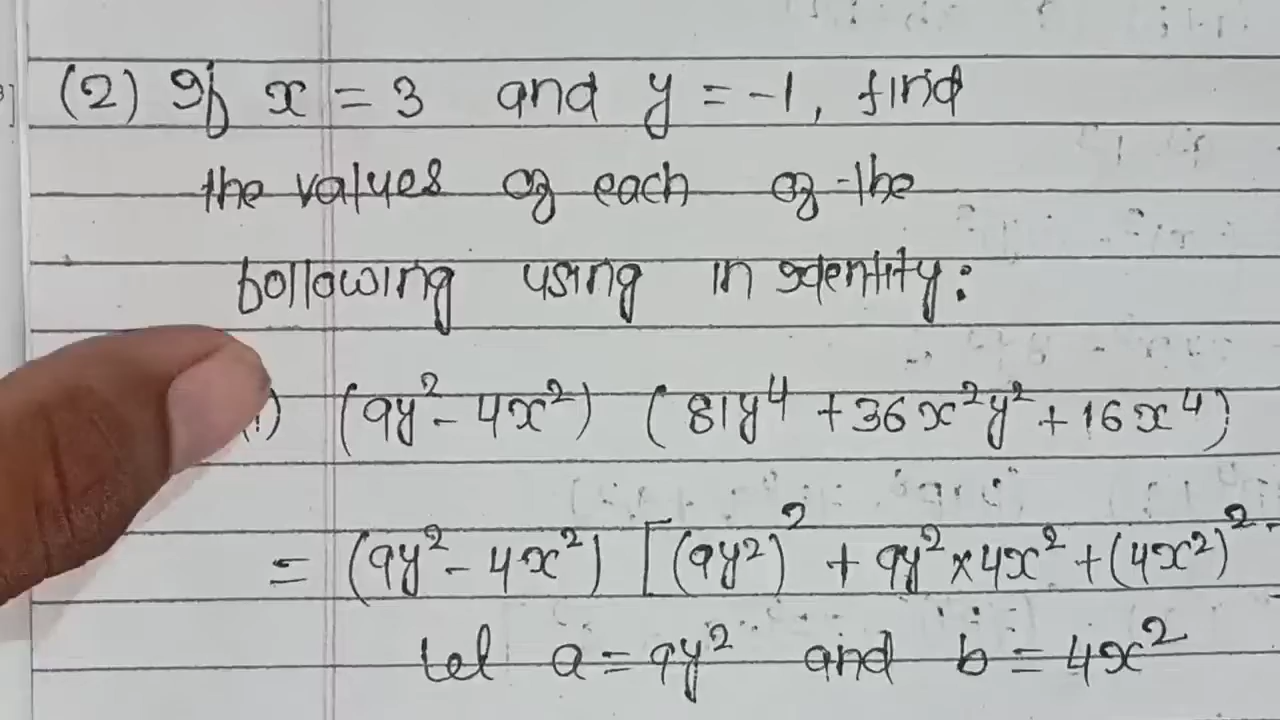 (2) If x = 3 and y = -1, find
the values of each of the
following using in identity:
(i) (9y² - 4x²) (81y⁴ + 36x²y² + 16x⁴)
= (9y² - 4x²) [(9y²)² + 9y² × 4x² + (4x²)²
Let a = 9y² and b = 4x²